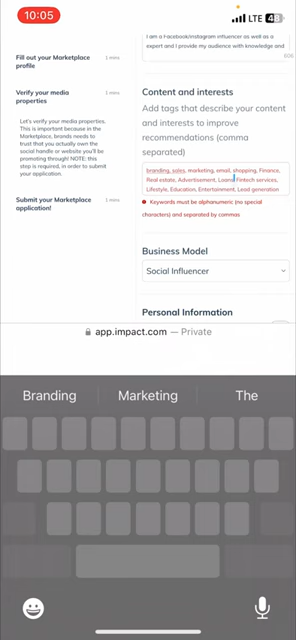 10:05
LTE 48
I am a Facebook/Instagram influencer as well as a
expert and I provide my audience with knowledge and
Fill out your Marketplace
profile
Content and interests
Verify your media
properties
Add tags that describe your content
and interests to improve
recommendations (comma
separated)
Let's verify your media properties.
This is important because in the
Marketplace, brands needs to
trust that you actually own the
social handle or website you'll be
promoting through! NOTE; this
step is required, in order to submit
your application.
branding, sales, marketing, email, shopping, Finance,
Real estate, Advertisement, Loans Fintech services,
Lifestyle, Education, Entertainment, Lead generation
Keywords must be alphanumeric (no special
characters) and separated by commas
Submit your Marketplace
application!
Business Model
Social Influencer
Personal Information
app.impact.com — Private
Branding
Marketing
The